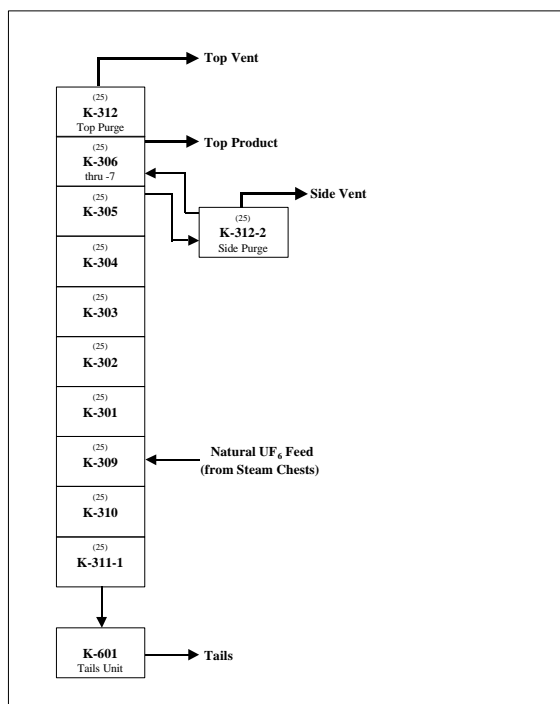 Top Vent
(25)
K-312
Top Purge
Top Product
(25)
K-306
thru -7
Side Vent
(25)
K-305
(25)
K-312-2
Side Purge
(25)
K-304
(25)
K-303
(25)
K-302
(25)
K-301
Natural UF₆ Feed
(from Steam Chests)
(25)
K-309
(25)
K-310
(25)
K-311-1
K-601
Tails Unit
Tails